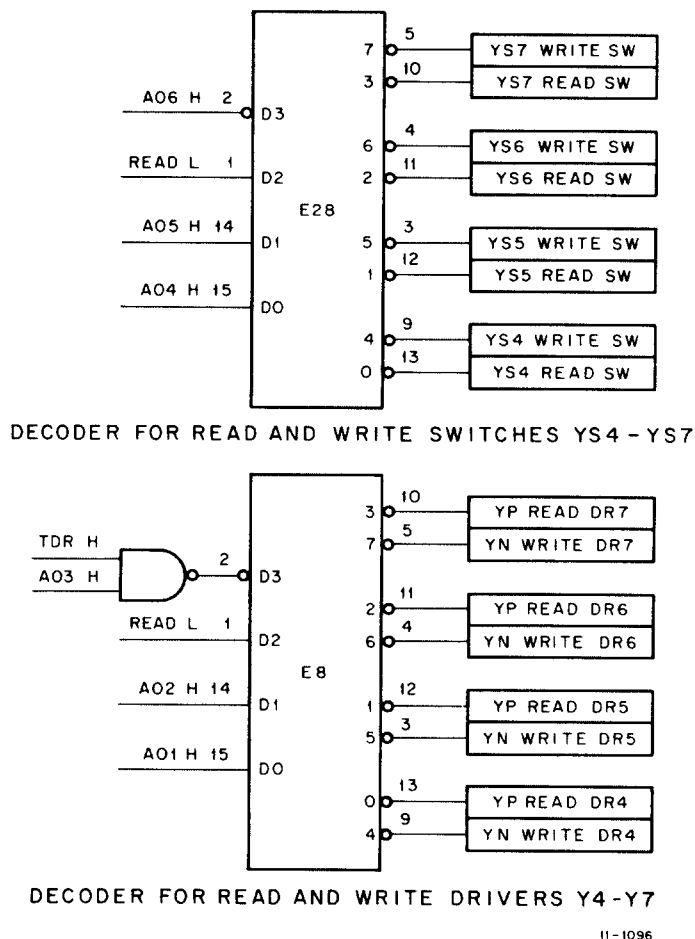 5
7 YS7 WRITE SW
10
3 YS7 READ SW
A06 H 2 D3
4
6 YS6 WRITE SW
READ L 1 D2
11
2 YS6 READ SW
E28
A05 H 14 D1
3
5 YS5 WRITE SW
12
1 YS5 READ SW
A04 H 15 D0
9
4 YS4 WRITE SW
13
0 YS4 READ SW
DECODER FOR READ AND WRITE SWITCHES YS4-YS7
10
3 YP READ DR7
TDR H
5
7 YN WRITE DR7
A03 H 2 D3
11
2 YP READ DR6
READ L 1 D2
4
6 YN WRITE DR6
E8
A02 H 14 D1
12
1 YP READ DR5
3
5 YN WRITE DR5
A01 H 15 D0
13
0 YP READ DR4
9
4 YN WRITE DR4
DECODER FOR READ AND WRITE DRIVERS Y4-Y7
11-1096